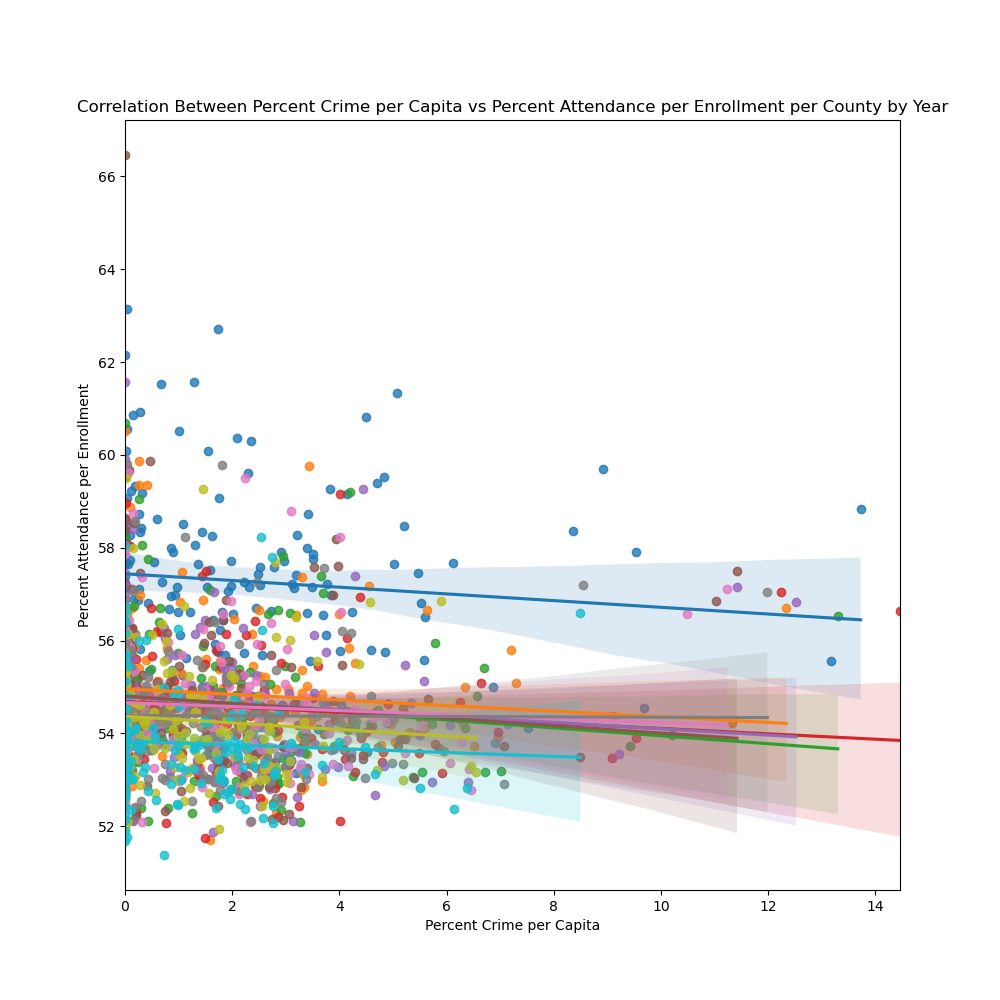 Correlation Between Percent Crime per Capita vs Percent Attendance per Enrollment per County by Year
66
64
62
60
58
56
54
52
Percent Attendance per Enrollment
0 2 4 6 8 10 12 14
Percent Crime per Capita